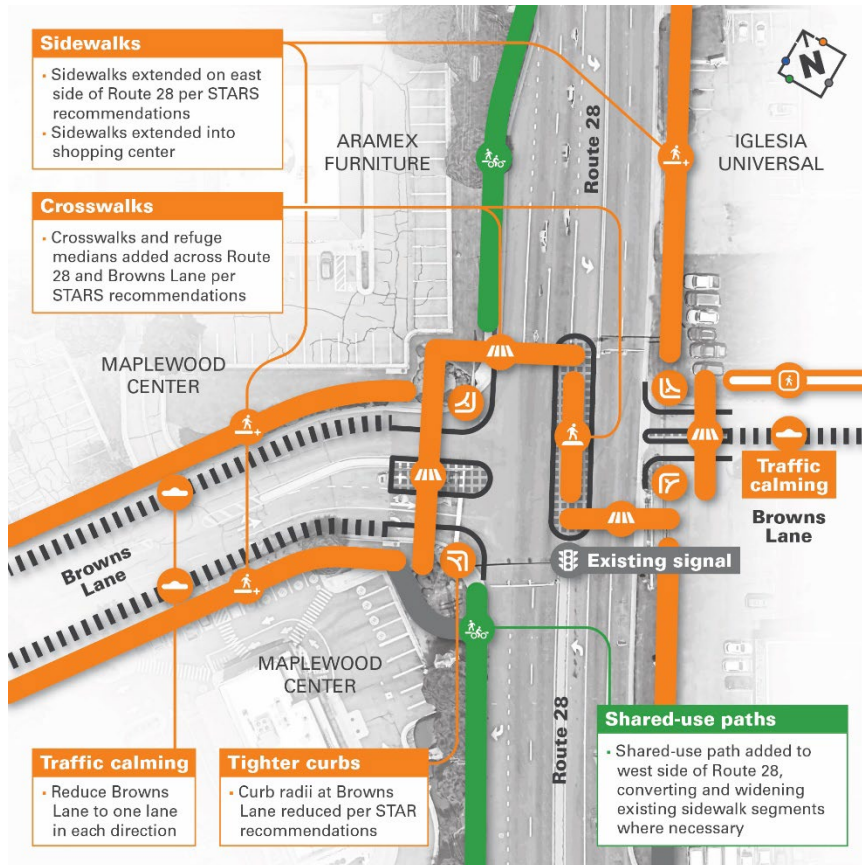 Sidewalks
• Sidewalks extended on east
side of Route 28 per STARS
recommendations
• Sidewalks extended into
shopping center
N
ARAMEX
FURNITURE
Route 28
IGLESIA
UNIVERSAL
Crosswalks
• Crosswalks and refuge
medians added across Route
28 and Browns Lane per
STARS recommendations
MAPLEWOOD
CENTER
Traffic
calming
Browns
Lane
Browns
Lane
Existing signal
MAPLEWOOD
CENTER
Route 28
Traffic calming
• Reduce Browns
Lane to one lane
in each direction
Tighter curbs
• Curb radii at Browns
Lane reduced per STAR
recommendations
Shared-use paths
• Shared-use path added to
west side of Route 28,
converting and widening
existing sidewalk segments
where necessary